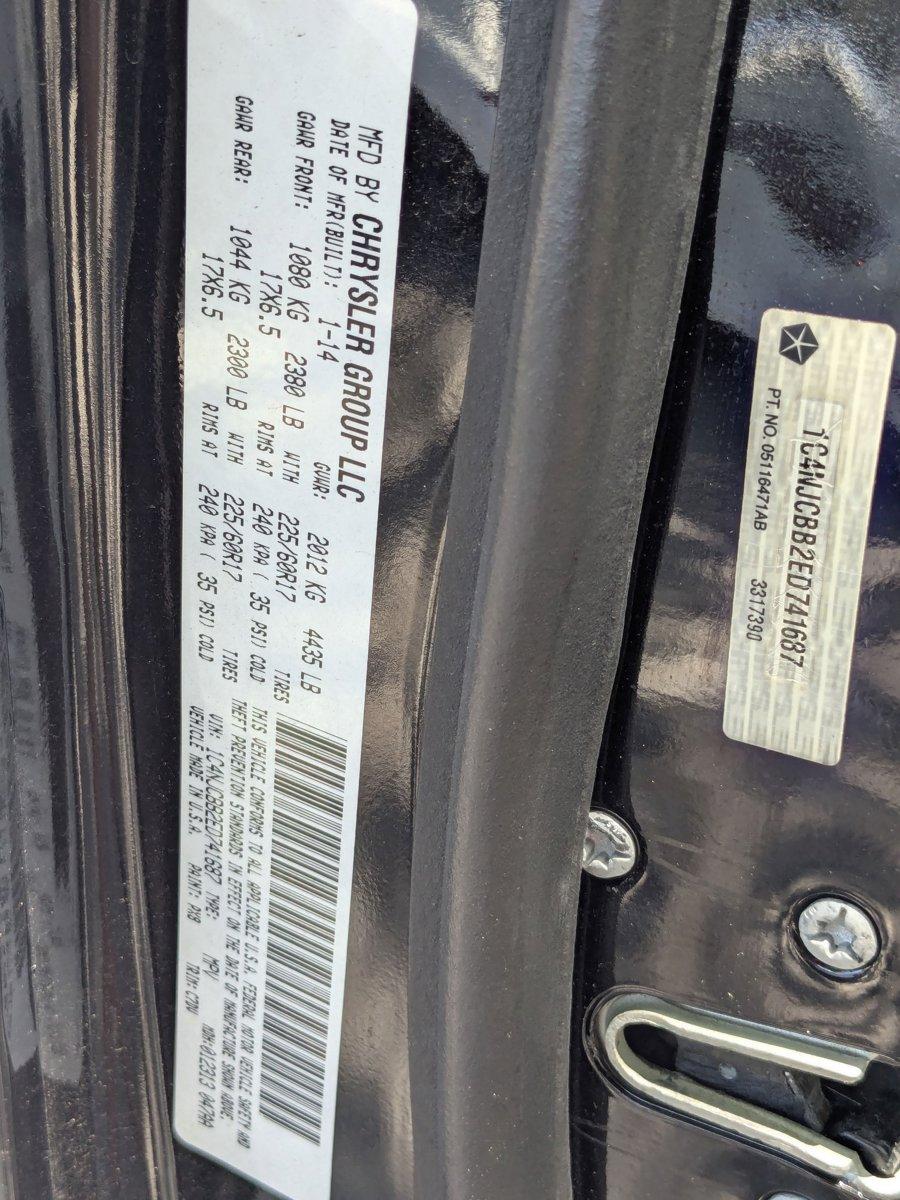 MFD BY CHRYSLER GROUP LLC
DATE OF MFR(BUILT): 1-14 GVWR: 2012 KG 4435 LB
GAWR FRONT: 1080 KG 2380 LB WITH 225/60R17 TIRES
17X6.5 RIMS AT 240 KPA ( 35 PSI) COLD
GAWR REAR: 1044 KG 2300 LB WITH 225/60R17 TIRES
17X6.5 RIMS AT 240 KPA ( 35 PSI) COLD
THIS VEHICLE CONFORMS TO ALL APPLICABLE U.S.A. FEDERAL MOTOR VEHICLE SAFETY AND
THEFT PREVENTION STANDARDS IN EFFECT ON THE DATE OF MANUFACTURE SHOWN ABOVE.
VIN: 1C4NJCBB2ED741687 TYPE: MPV MDH:012313 047AA
VEHICLE MADE IN U.S.A. PAINT: PXB TRIM:
1C4NJCBB2ED741687
PT. NO. 05116471AB 3317390